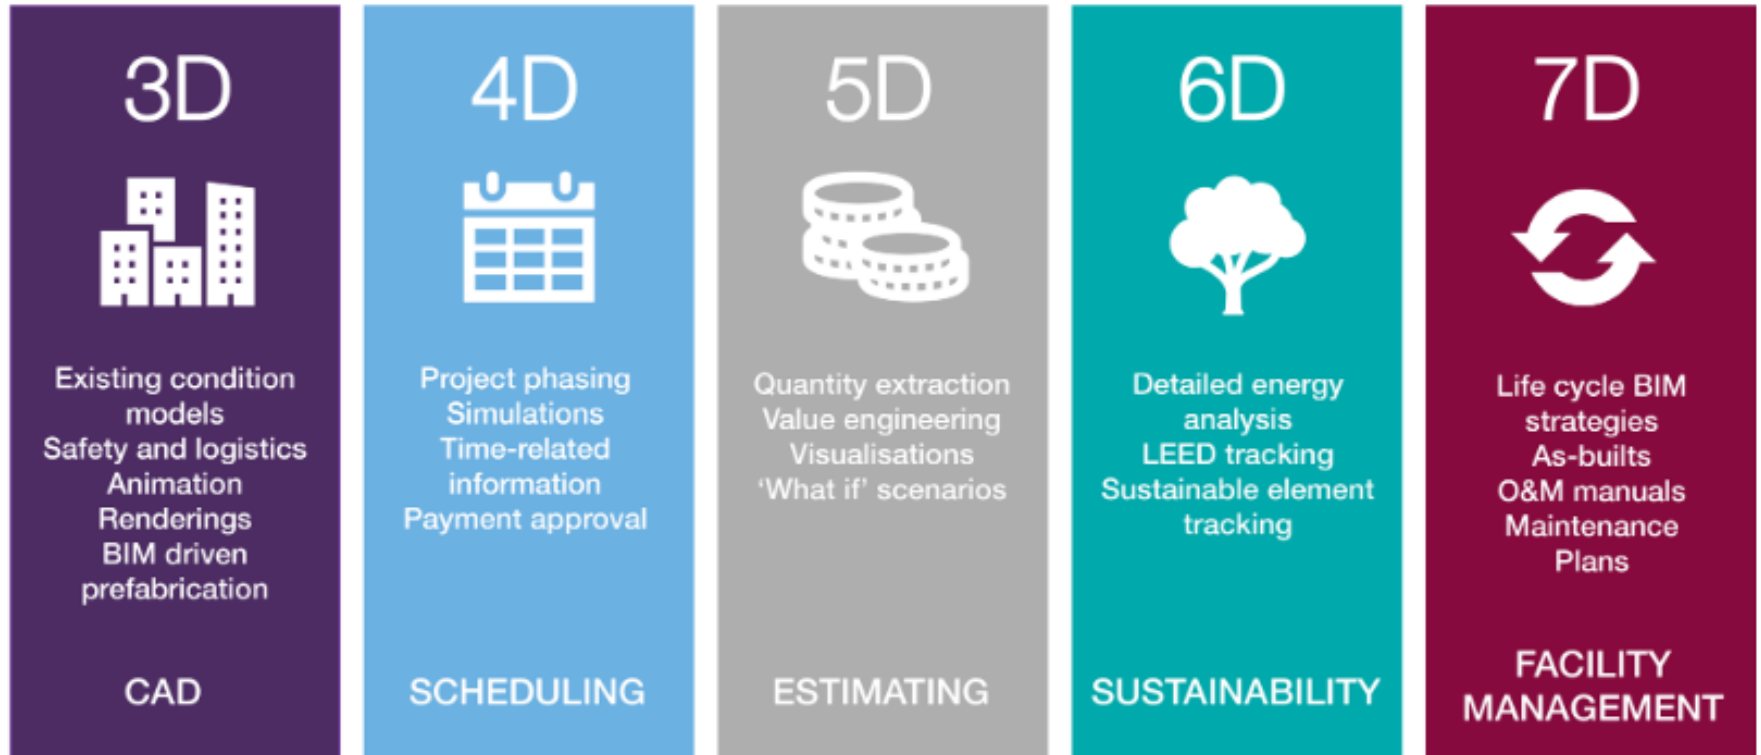 3D
Existing condition
models
Safety and logistics
Animation
Renderings
BIM driven
prefabrication
CAD
4D
Project phasing
Simulations
Time-related
information
Payment approval
SCHEDULING
5D
Quantity extraction
Value engineering
Visualisations
‘What if’ scenarios
ESTIMATING
6D
Detailed energy
analysis
LEED tracking
Sustainable element
tracking
SUSTAINABILITY
7D
Life cycle BIM
strategies
As-builts
O&M manuals
Maintenance
Plans
FACILITY
MANAGEMENT